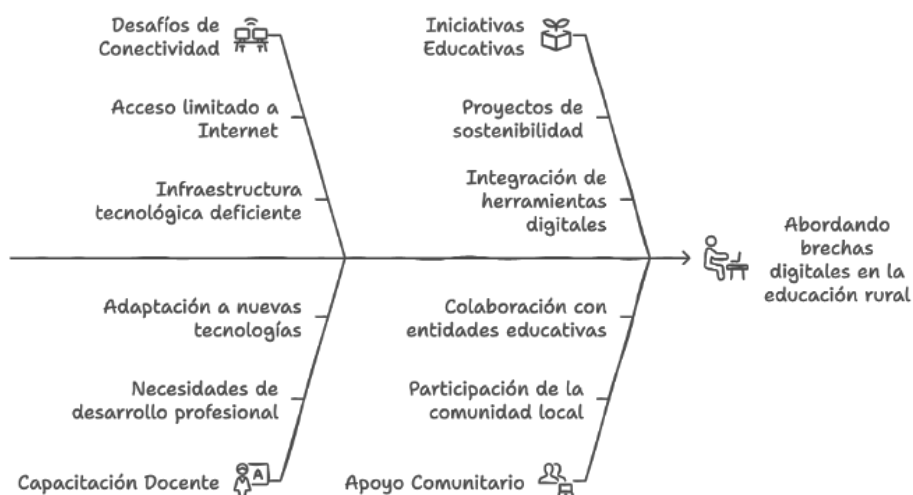 Desafíos de
Conectividad
Acceso limitado a
Internet
Infraestructura
tecnológica deficiente
Iniciativas
Educativas
Proyectos de
sostenibilidad
Integración de
herramientas
digitales
Abordando
brechas
digitales en la
educación rural
Adaptación a nuevas
tecnologías
Necesidades de
desarrollo profesional
Capacitación Docente
A
Colaboración con
entidades educativas
Participación de la
comunidad local
Apoyo Comunitario